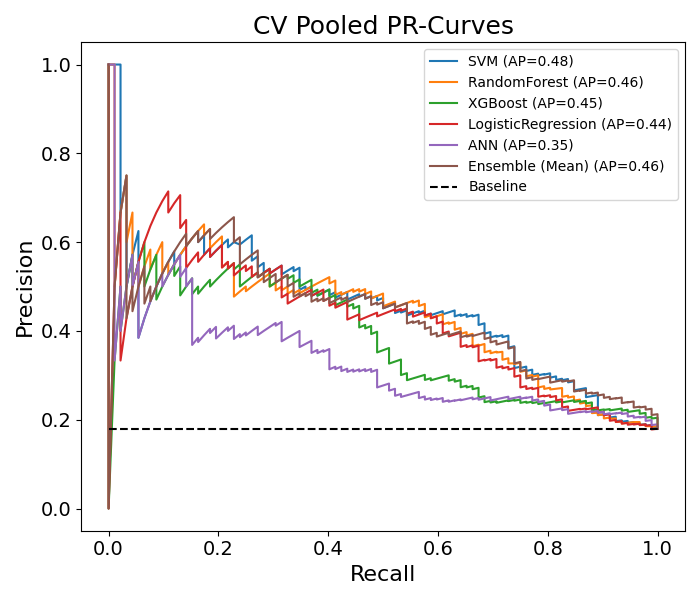 CV Pooled PR-Curves
SVM (AP=0.48)
RandomForest (AP=0.46)
XGBoost (AP=0.45)
LogisticRegression (AP=0.44)
ANN (AP=0.35)
Ensemble (Mean) (AP=0.46)
Baseline
Precision
1.0
0.8
0.6
0.4
0.2
0.0
0.0 0.2 0.4 0.6 0.8 1.0
Recall